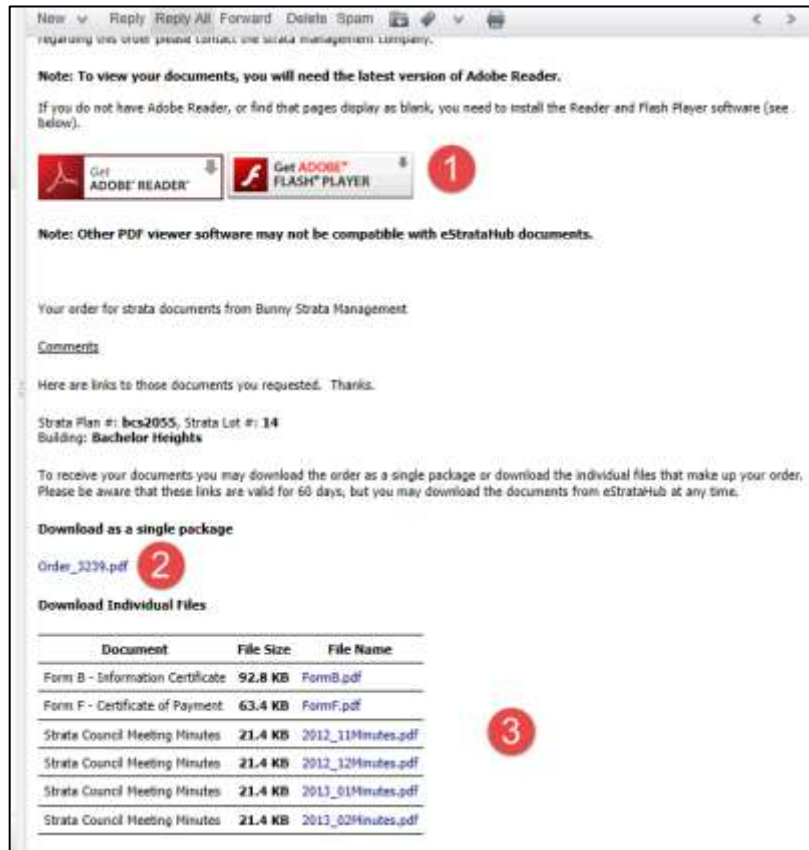 New Reply Reply All Forward Delete Spam
regarding this order please contact the strata management company.
Note: To view your documents, you will need the latest version of Adobe Reader.
If you do not have Adobe Reader, or find that pages display as blank, you need to install the Reader and Flash Player software (see
below).
Get
ADOBE® READER®
Get ADOBE®
FLASH® PLAYER
1
Note: Other PDF viewer software may not be compatible with eStrataHub documents.
Your order for strata documents from Bunny Strata Management
Comments
Here are links to those documents you requested. Thanks.
Strata Plan #: bcs2055, Strata Lot #: 14
Building: Bachelor Heights
To receive your documents you may download the order as a single package or download the individual files that make up your order.
Please be aware that these links are valid for 60 days, but you may download the documents from eStrataHub at any time.
Download as a single package
Order_3239.pdf 2
Download Individual Files
Document File Size File Name
Form B - Information Certificate 92.8 KB FormB.pdf
Form F - Certificate of Payment 63.4 KB FormF.pdf
Strata Council Meeting Minutes 21.4 KB 2012_11Minutes.pdf
3
Strata Council Meeting Minutes 21.4 KB 2012_12Minutes.pdf
Strata Council Meeting Minutes 21.4 KB 2013_01Minutes.pdf
Strata Council Meeting Minutes 21.4 KB 2013_02Minutes.pdf